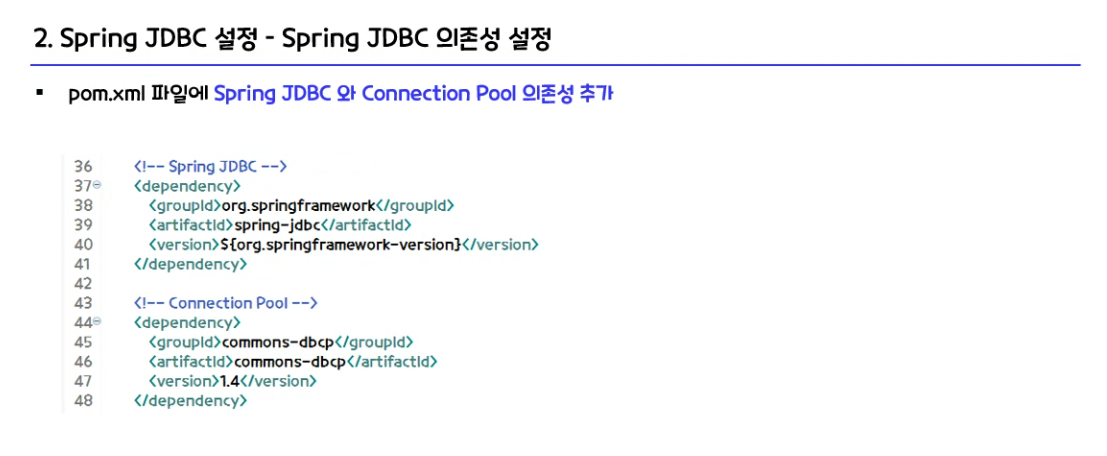 2. Spring JDBC 설정 - Spring JDBC 의존성 설정
▪ pom.xml 파일에 Spring JDBC 와 Connection Pool 의존성 추가
36 <!-- Spring JDBC -->
37 <dependency>
38 <groupId>org.springframework</groupId>
39 <artifactId>spring-jdbc</artifactId>
40 <version>${org.springframework-version}</version>
41 </dependency>
42
43 <!-- Connection Pool -->
44 <dependency>
45 <groupId>commons-dbcp</groupId>
46 <artifactId>commons-dbcp</artifactId>
47 <version>1.4</version>
48 </dependency>